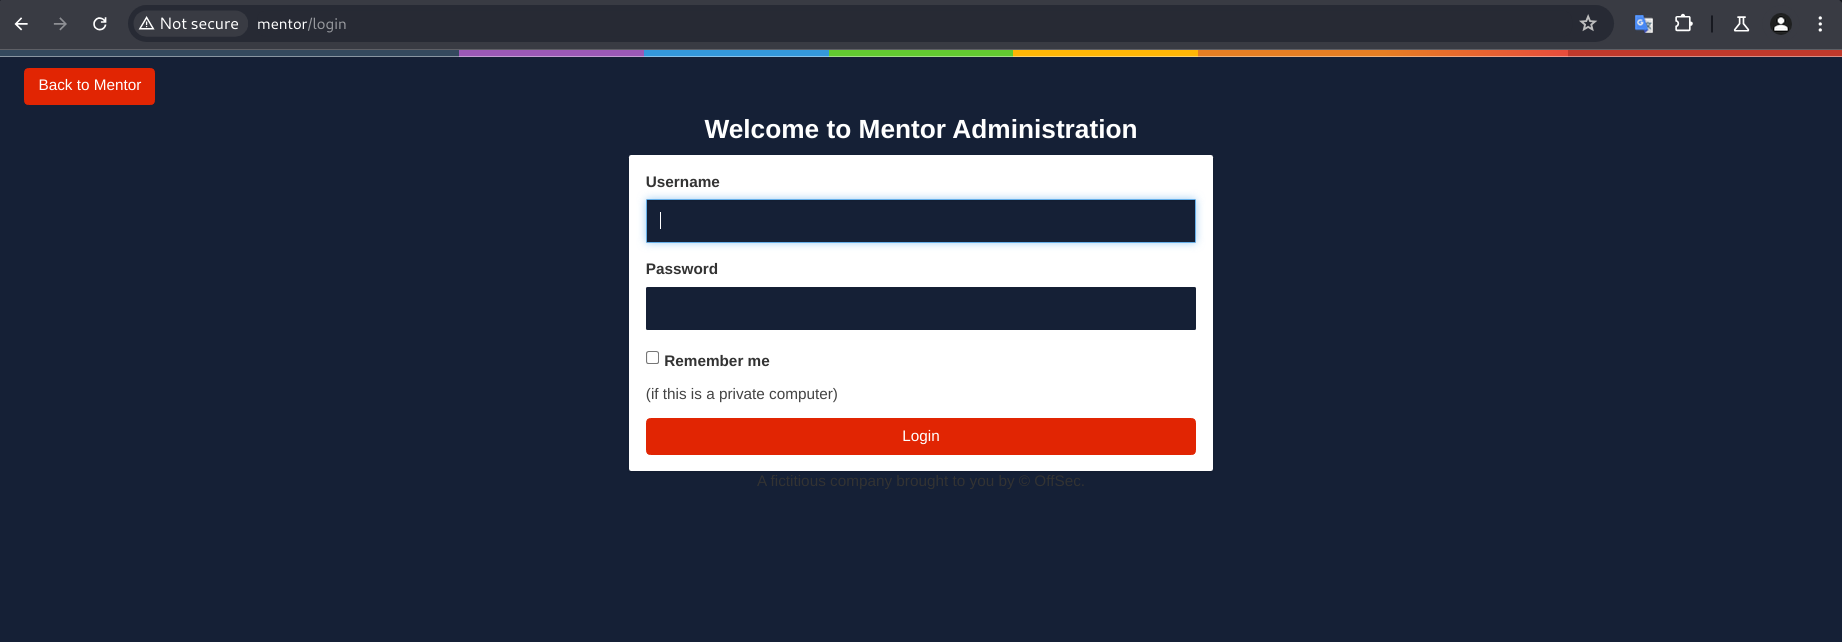 Not secure mentor/login
Back to Mentor
Welcome to Mentor Administration
Username
Password
Remember me
(if this is a private computer)
Login
A fictitious company brought to you by © OffSec.